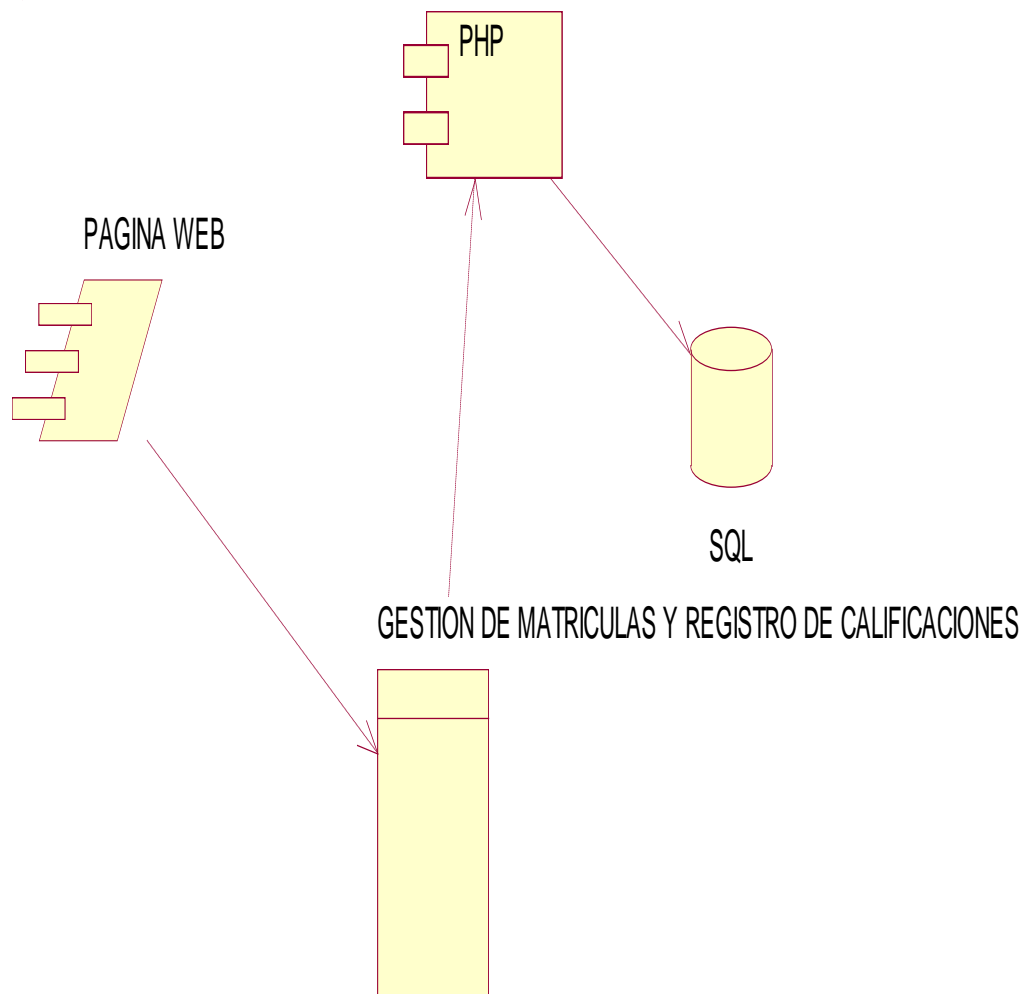 PHP
PAGINA WEB
SQL
GESTION DE MATRICULAS Y REGISTRO DE CALIFICACIONES